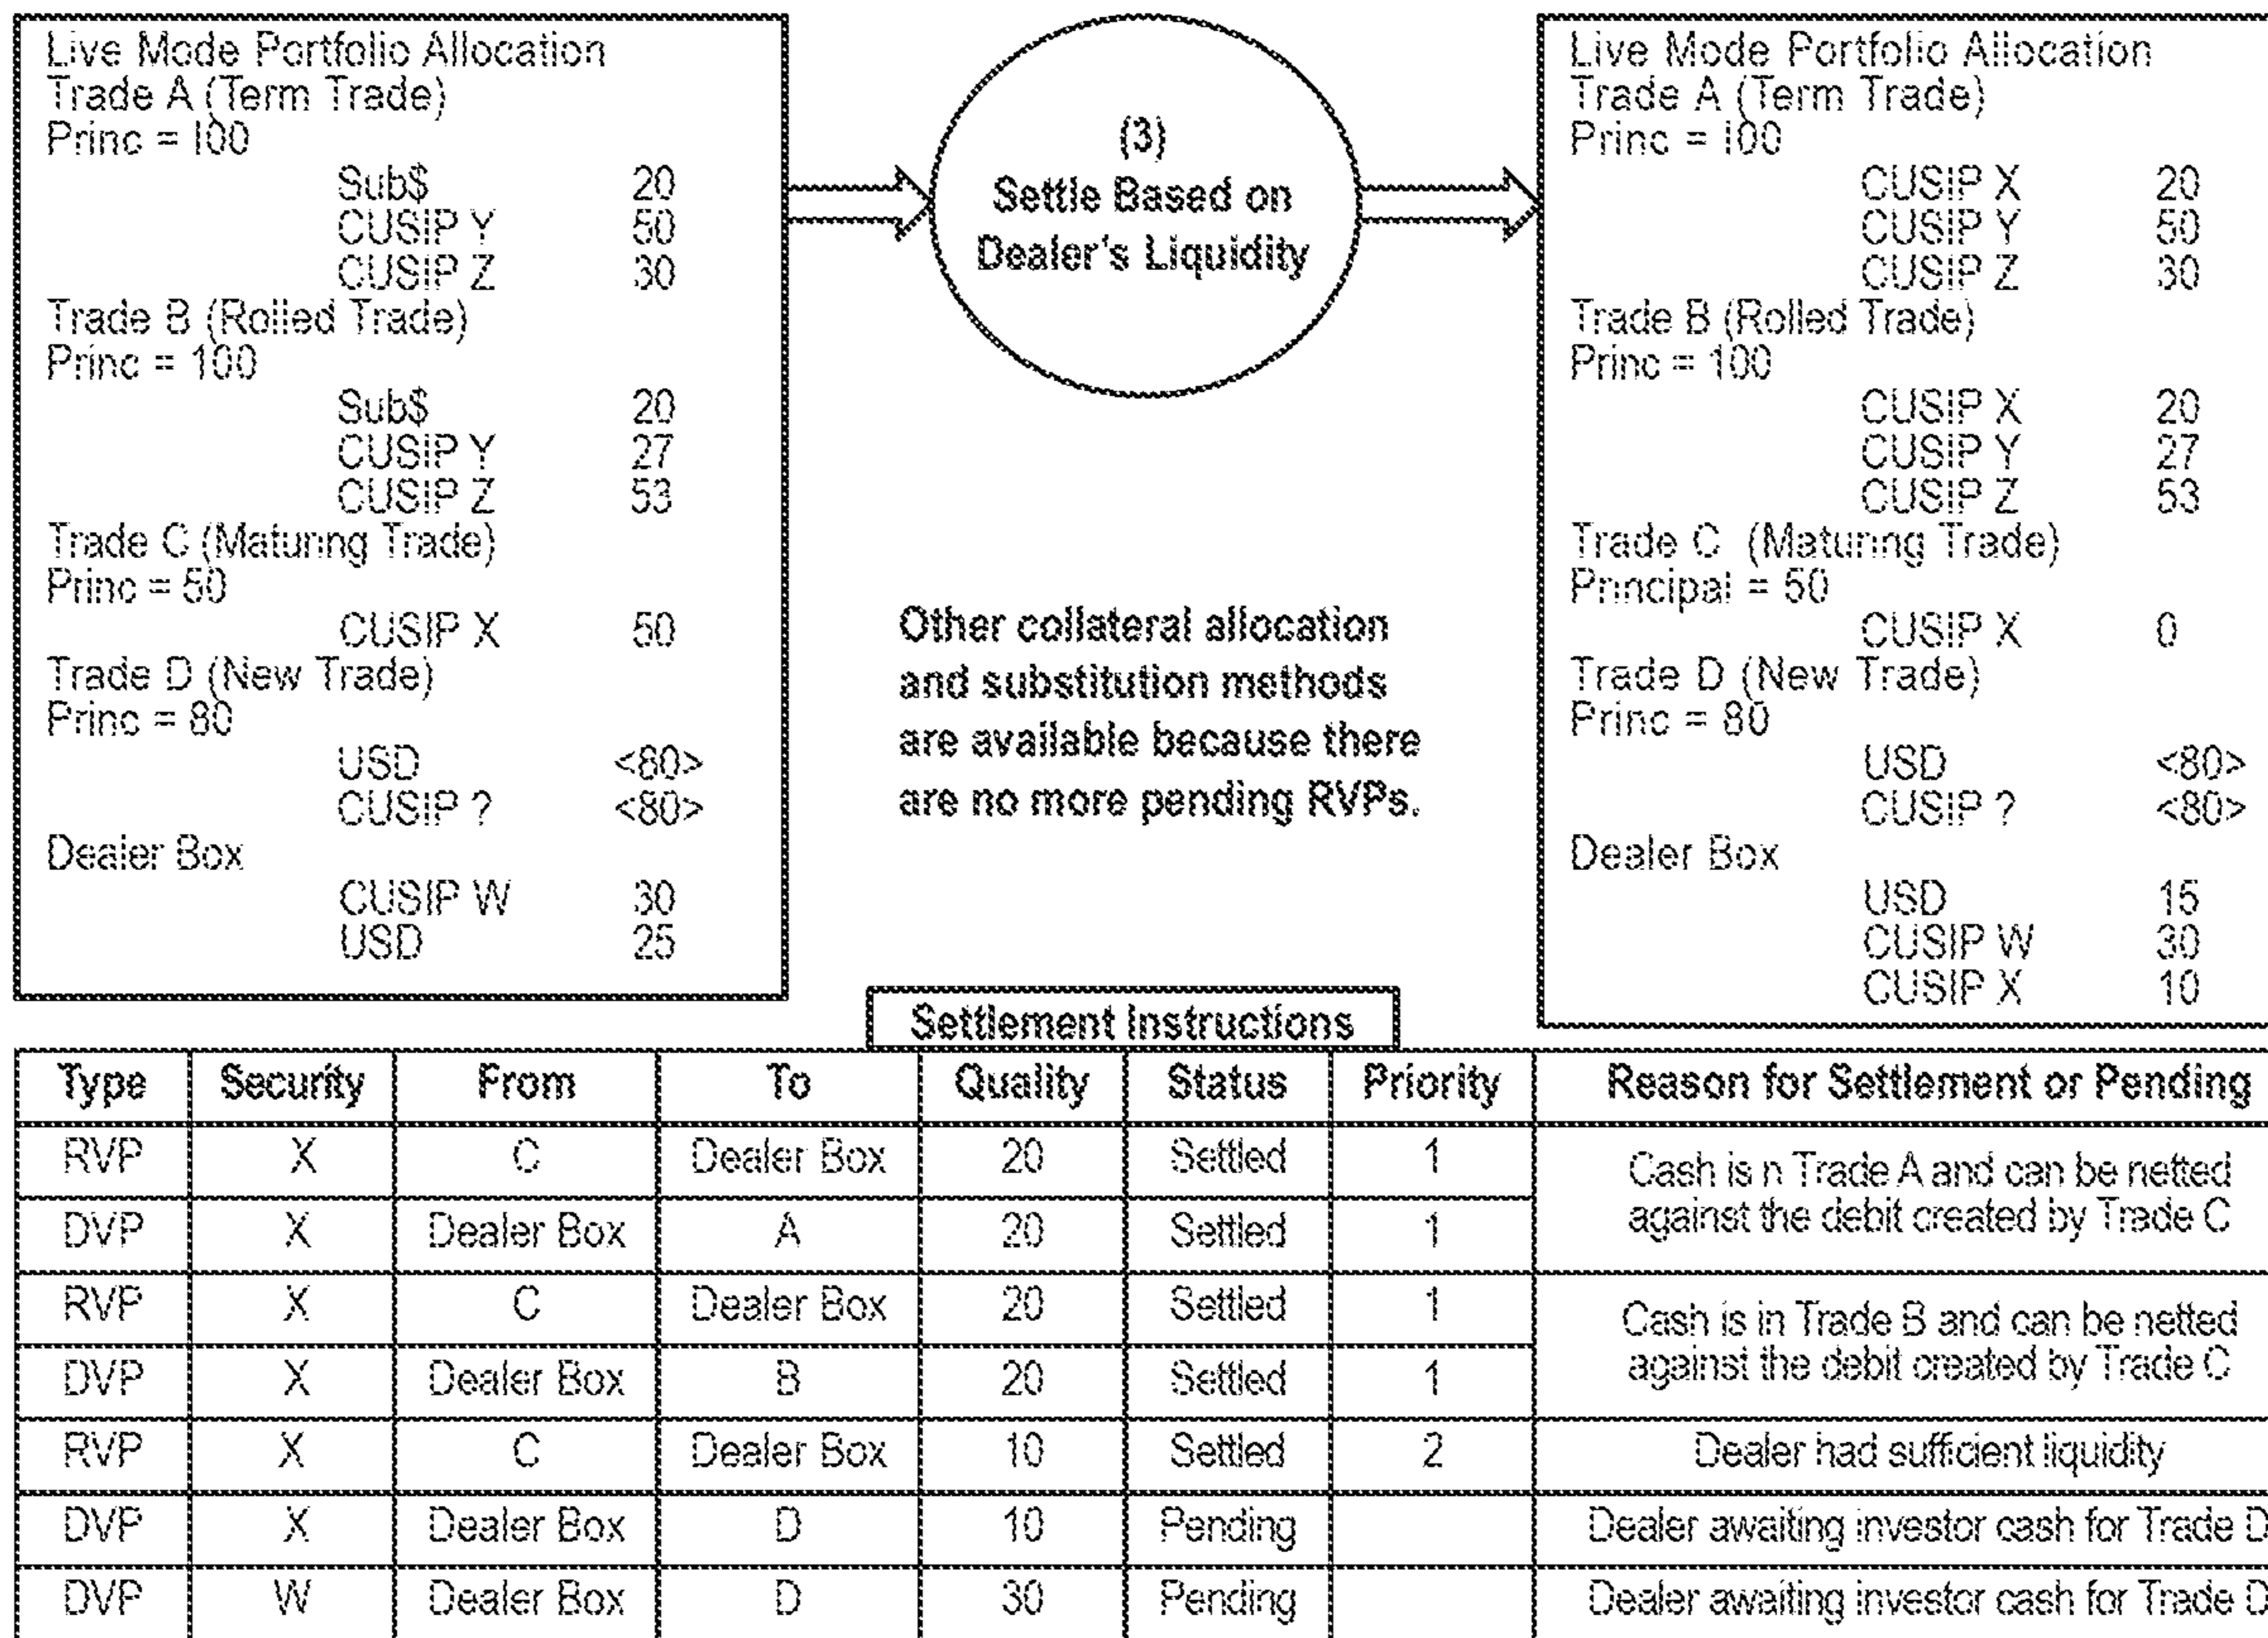 Live Mode Portfolio Allocation
Trade A (Term Trade)
Princ = I00
Sub$ 20
CUSIP Y 50
CUSIP Z 30
Trade B (Rolled Trade)
Princ = 100
Sub$ 20
CUSIP Y 27
CUSIP Z 53
Trade C (Maturing Trade)
Princ = 50
CUSIP X 50
Trade D (New Trade)
Princ = 80
USD <80>
CUSIP ? <80>
Dealer Box
CUSIP W 30
USD 25
(3)
Settle Based on
Dealer's Liquidity
Other collateral allocation
and substitution methods
are available because there
are no more pending RVPs.
Live Mode Portfolio Allocation
Trade A (Term Trade)
Princ = I00
CUSIP X 20
CUSIP Y 50
CUSIP Z 30
Trade B (Rolled Trade)
Princ = 100
CUSIP X 20
CUSIP Y 27
CUSIP Z 53
Trade C (Maturing Trade)
Principal = 50
CUSIP X 0
Trade D (New Trade)
Princ = 80
USD <80>
CUSIP ? <80>
Dealer Box
USD 15
CUSIP W 30
CUSIP X 10
Settlement Instructions
Type Security From To Quality Status Priority Reason for Settlement or Pending
RVP X C Dealer Box 20 Settled 1
Cash is n Trade A and can be netted
against the debit created by Trade C
DVP X Dealer Box A 20 Settled 1
RVP X C Dealer Box 20 Settled 1
Cash is in Trade B and can be netted
against the debit created by Trade C
DVP X Dealer Box B 20 Settled 1
RVP X C Dealer Box 10 Settled 2 Dealer had sufficient liquidity
DVP X Dealer Box D 10 Pending Dealer awaiting investor cash for Trade D
DVP W Dealer Box D 30 Pending Dealer awaiting investor cash for Trade D